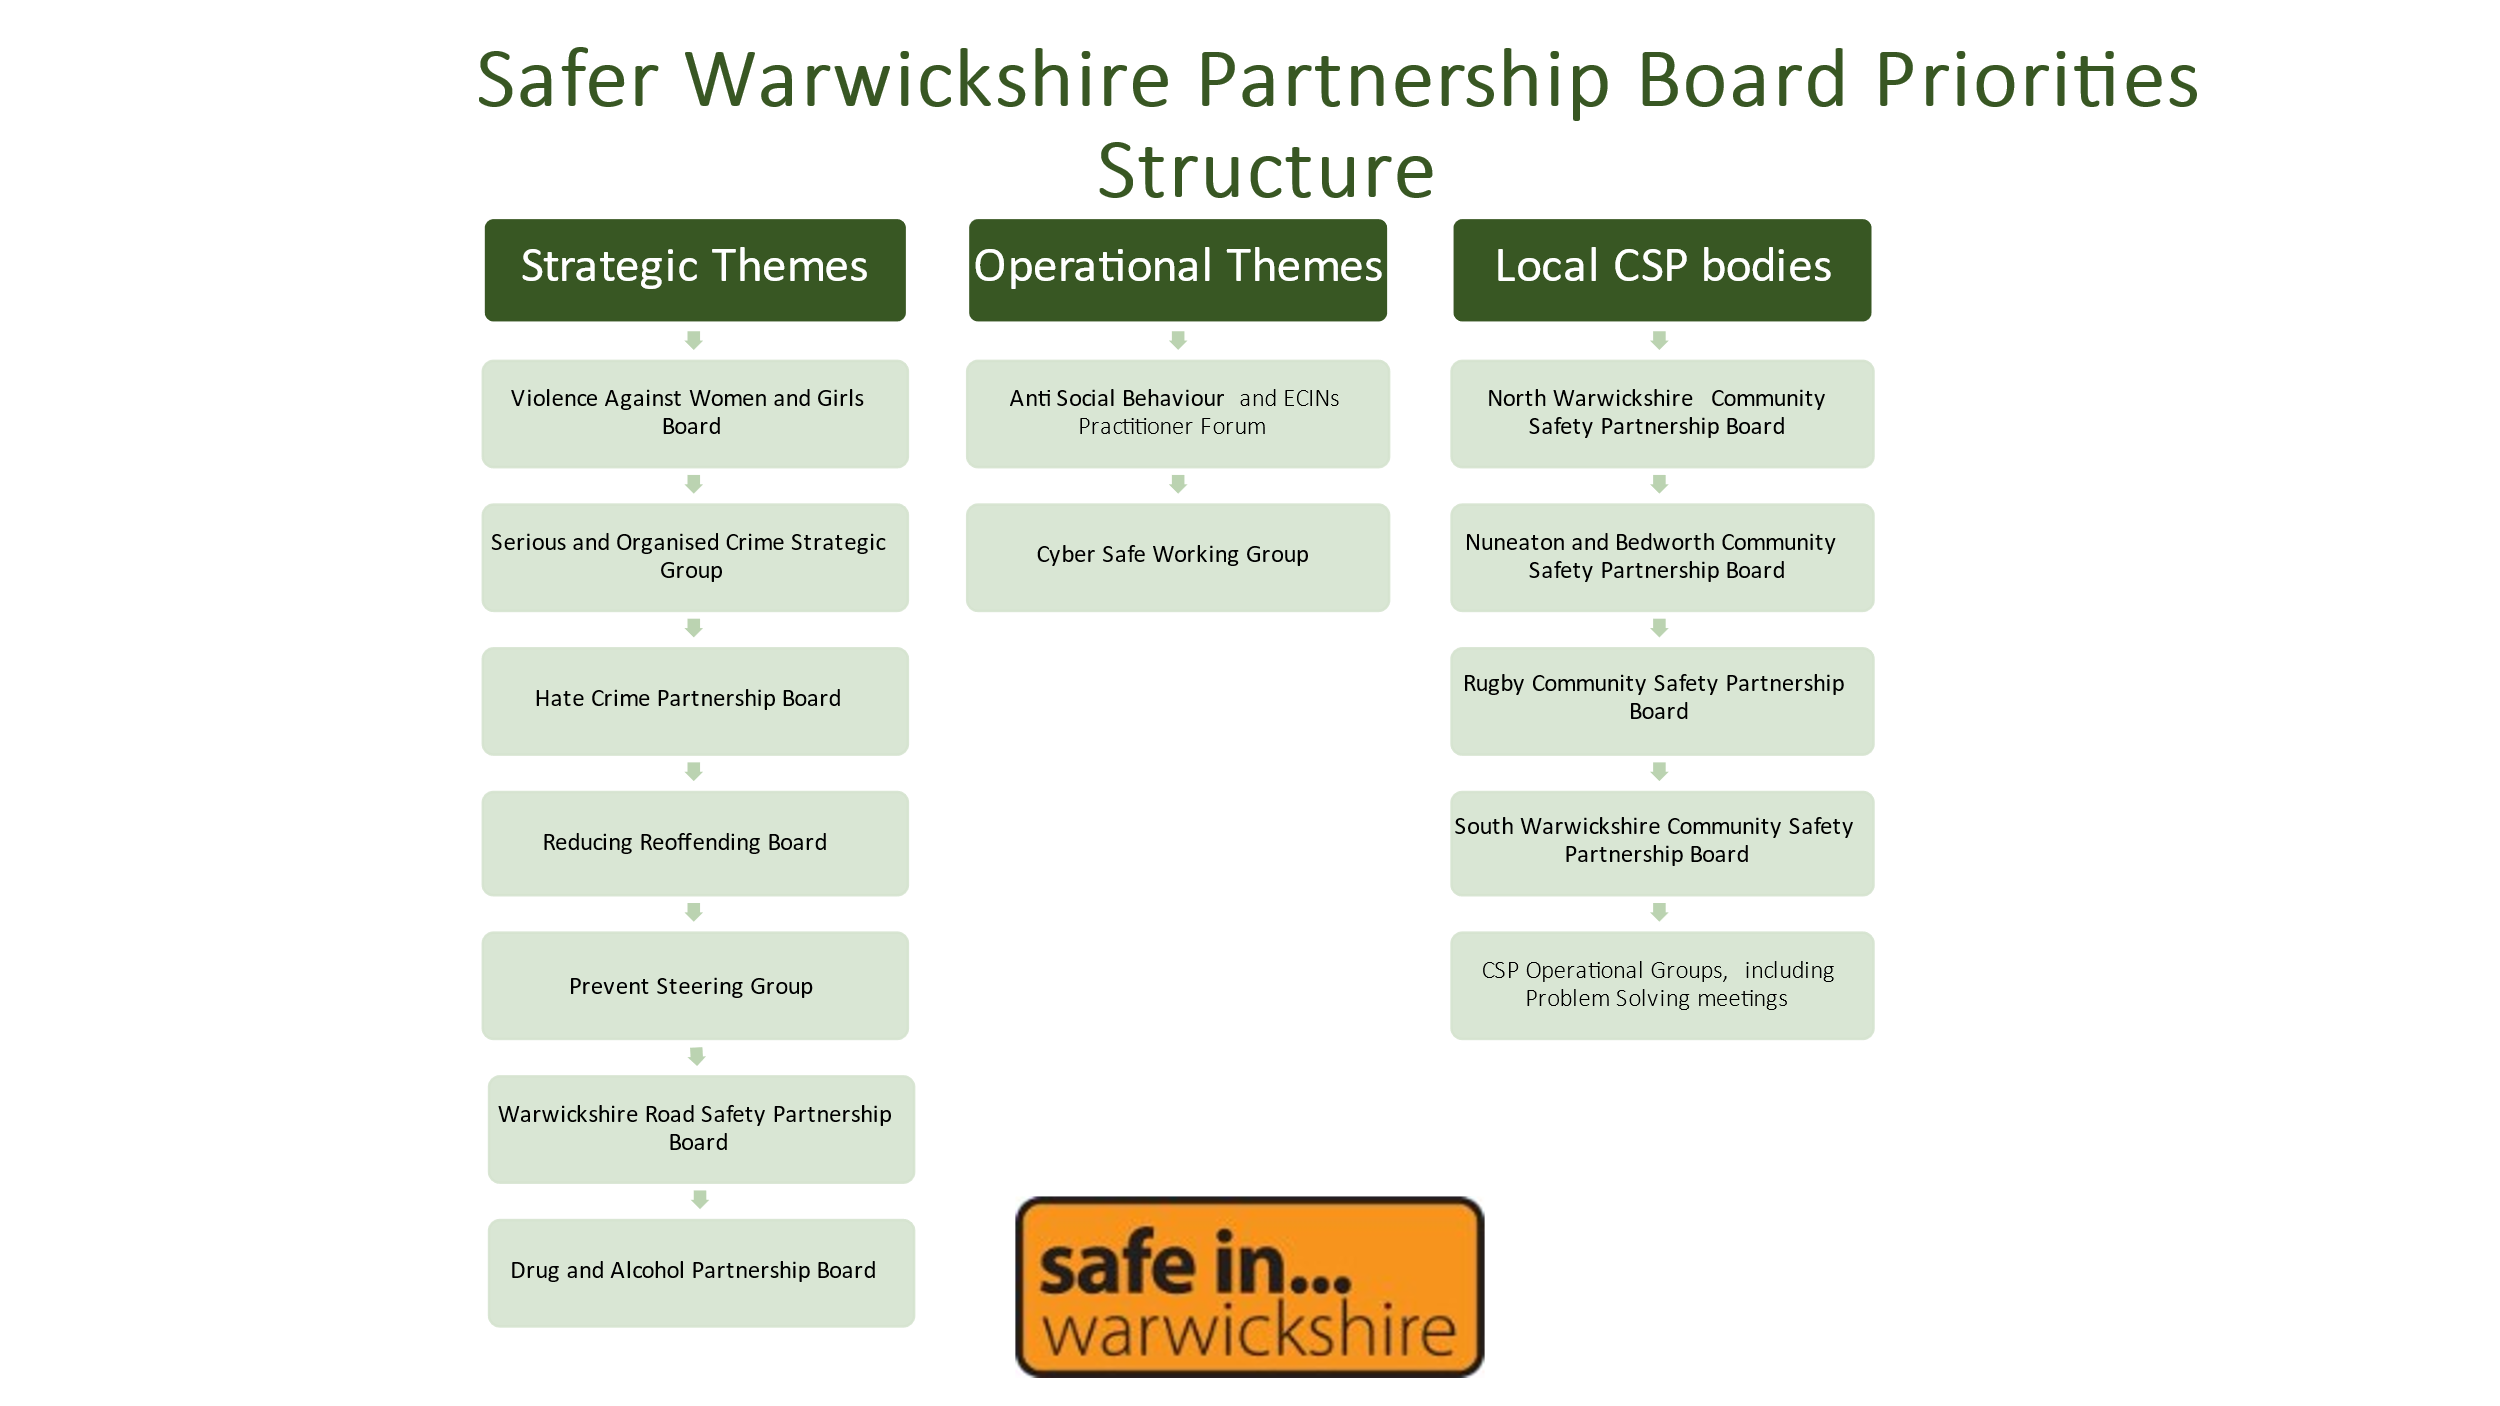 Safer Warwickshire Partnership Board Priorities
Structure
Strategic Themes
Violence Against Women and Girls
Board
Serious and Organised Crime Strategic
Group
Hate Crime Partnership Board
Reducing Reoffending Board
Prevent Steering Group
Warwickshire Road Safety Partnership
Board
Drug and Alcohol Partnership Board
Operational Themes
Anti Social Behaviour and ECINs
Practitioner Forum
Cyber Safe Working Group
Local CSP bodies
North Warwickshire Community
Safety Partnership Board
Nuneaton and Bedworth Community
Safety Partnership Board
Rugby Community Safety Partnership
Board
South Warwickshire Community Safety
Partnership Board
CSP Operational Groups, including
Problem Solving meetings
safe in...
warwickshire